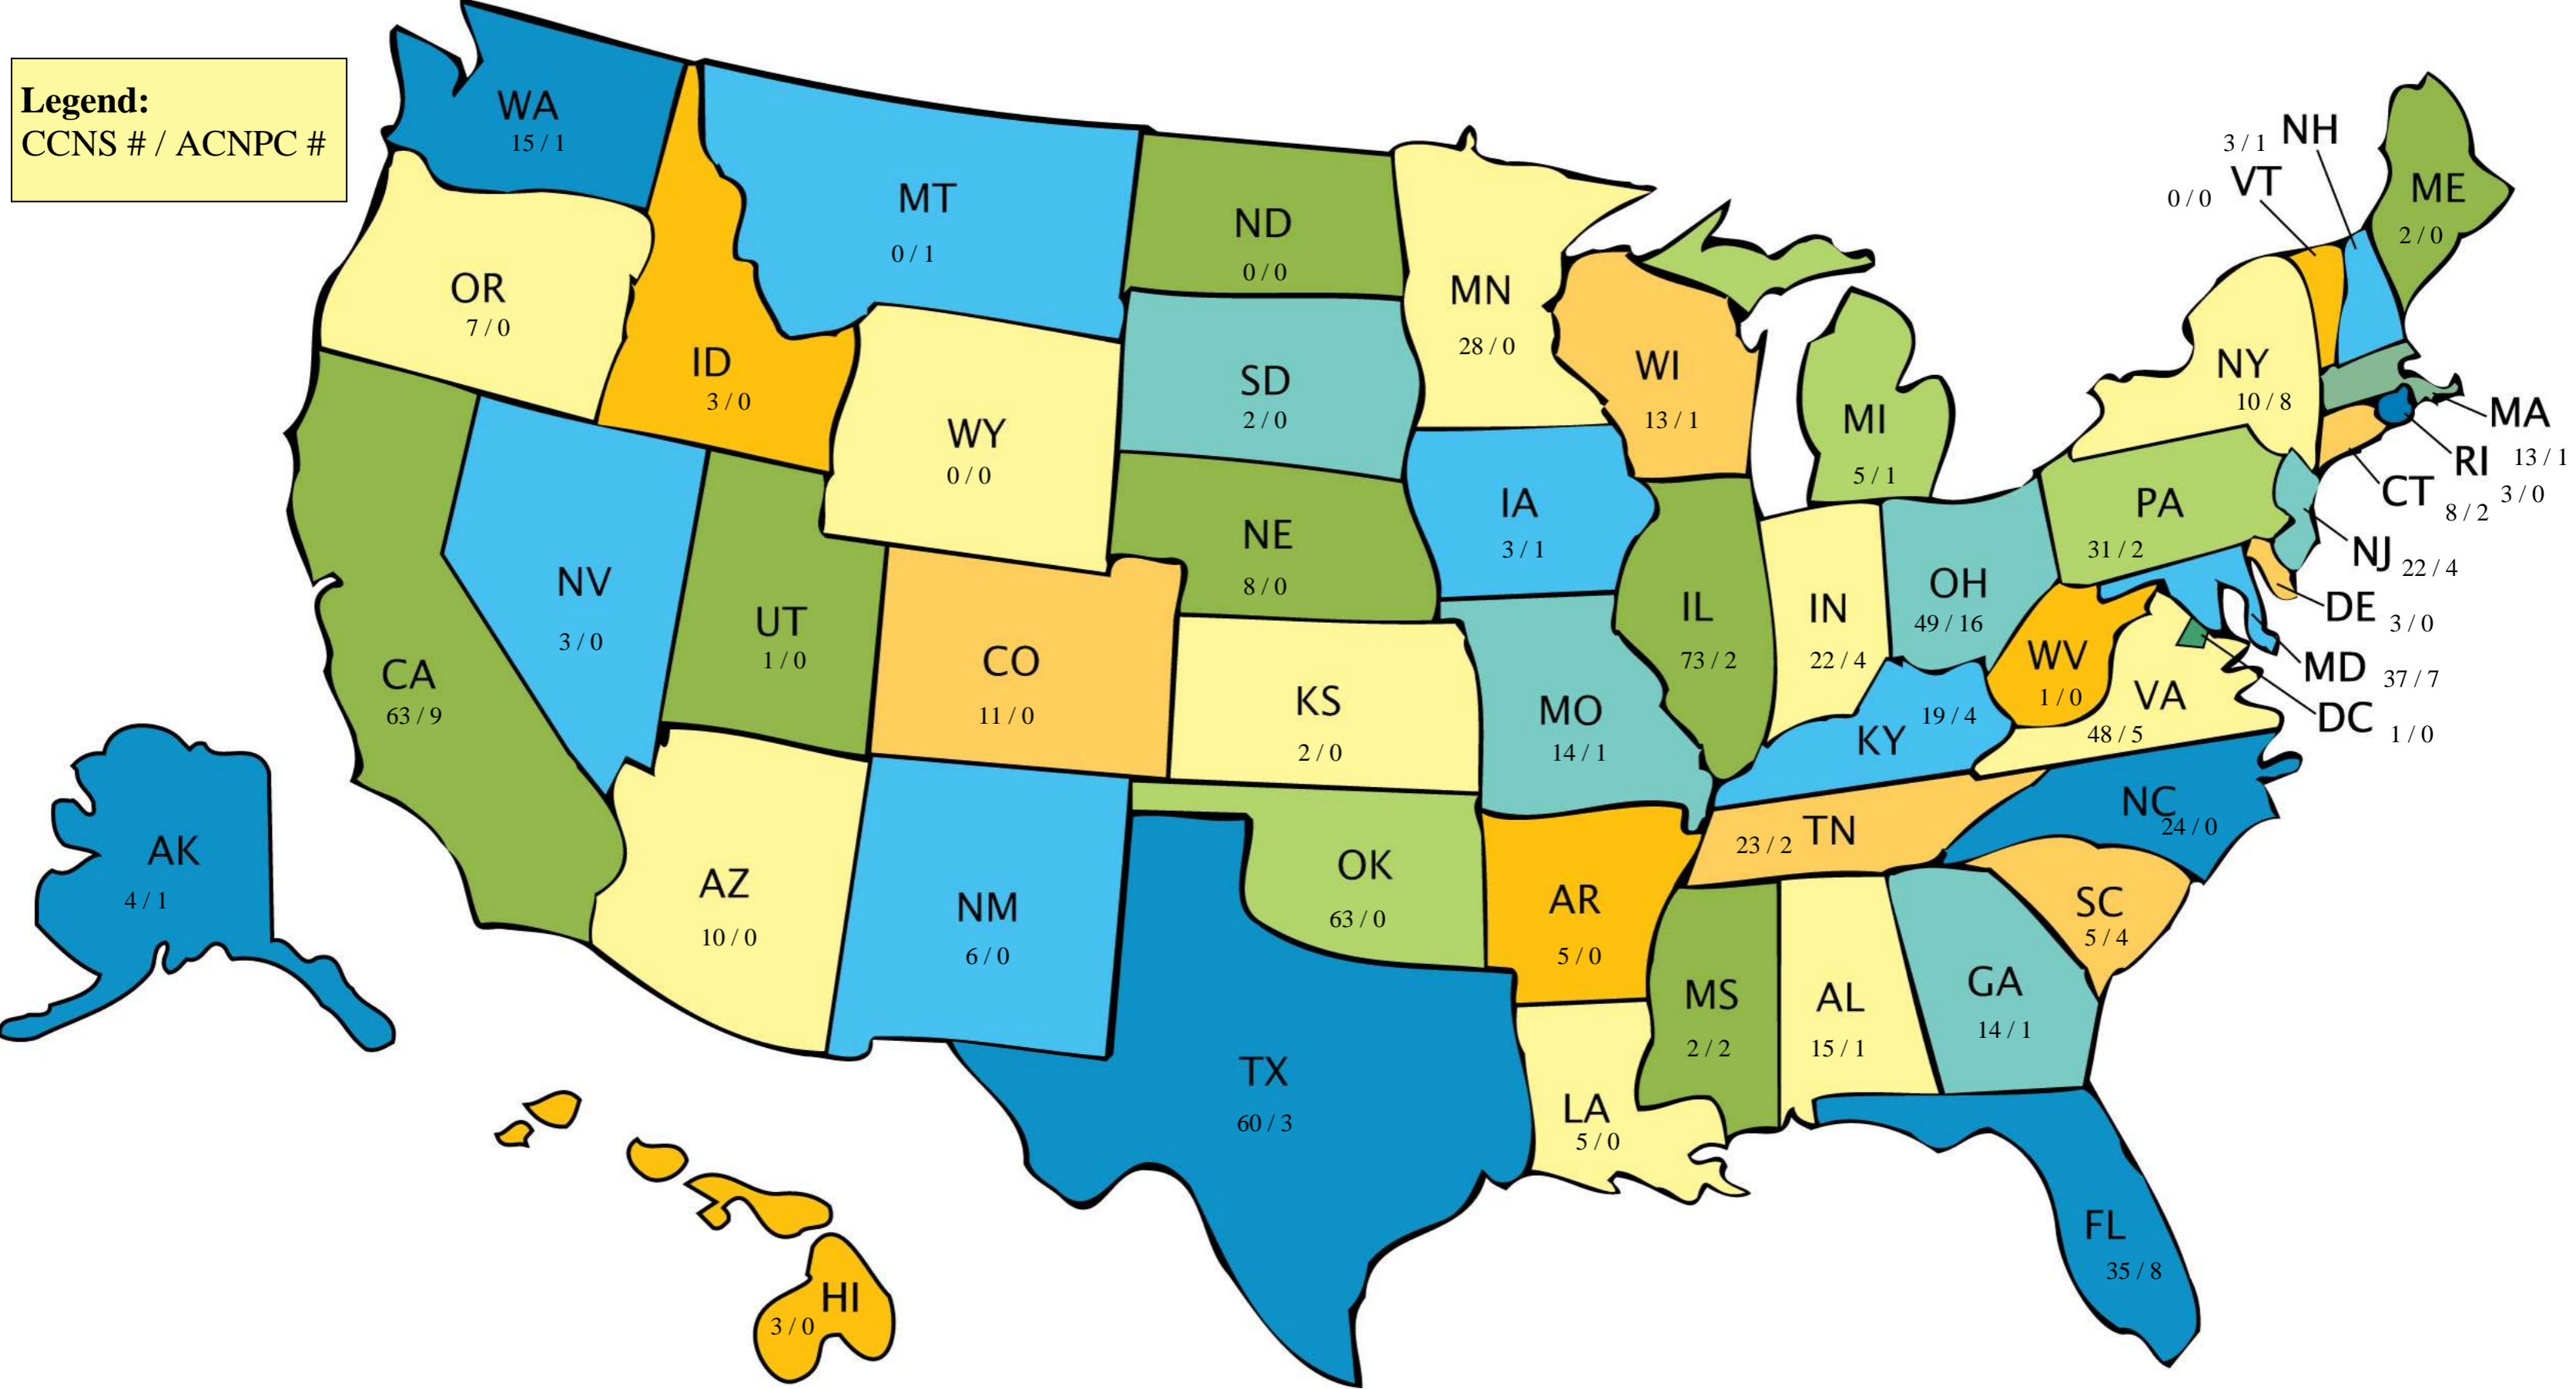 Legend:
CCNS # / ACNPC #
WA
15 / 1
OR
7 / 0
CA
63 / 9
ID
3 / 0
NV
3 / 0
MT
0 / 1
WY
0 / 0
UT
1 / 0
AZ
10 / 0
CO
11 / 0
NM
6 / 0
ND
0 / 0
SD
2 / 0
NE
8 / 0
KS
2 / 0
OK
63 / 0
TX
60 / 3
MN
28 / 0
IA
3 / 1
MO
14 / 1
AR
5 / 0
LA
5 / 0
WI
13 / 1
IL
73 / 2
MI
5 / 1
IN
22 / 4
OH
49 / 16
KY
19 / 4
TN
23 / 2
MS
2 / 2
AL
15 / 1
GA
14 / 1
FL
35 / 8
SC
5 / 4
NC
24 / 0
VA
48 / 5
WV
1 / 0
PA
31 / 2
NY
10 / 8
VT
0 / 0
NH
3 / 1
ME
2 / 0
MA
13 / 1
RI
3 / 0
CT
8 / 2
NJ
22 / 4
DE
3 / 0
MD
37 / 7
DC
1 / 0
AK
4 / 1
HI
3 / 0